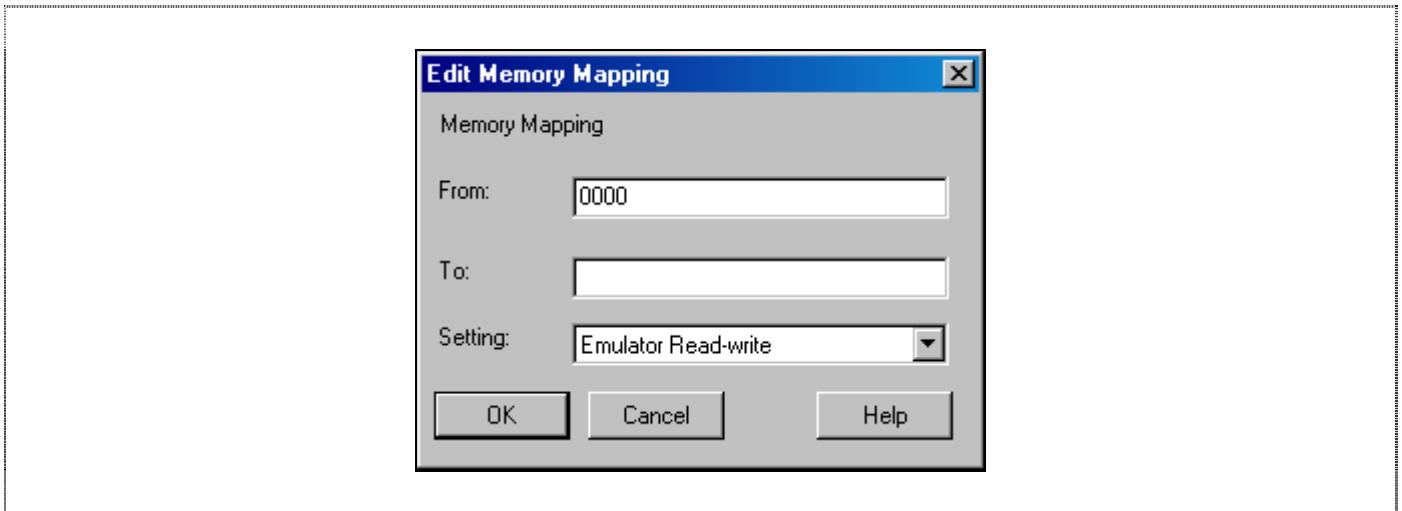 Edit Memory Mapping
Memory Mapping
From: 0000
To:
Setting: Emulator Read-write
OK Cancel Help